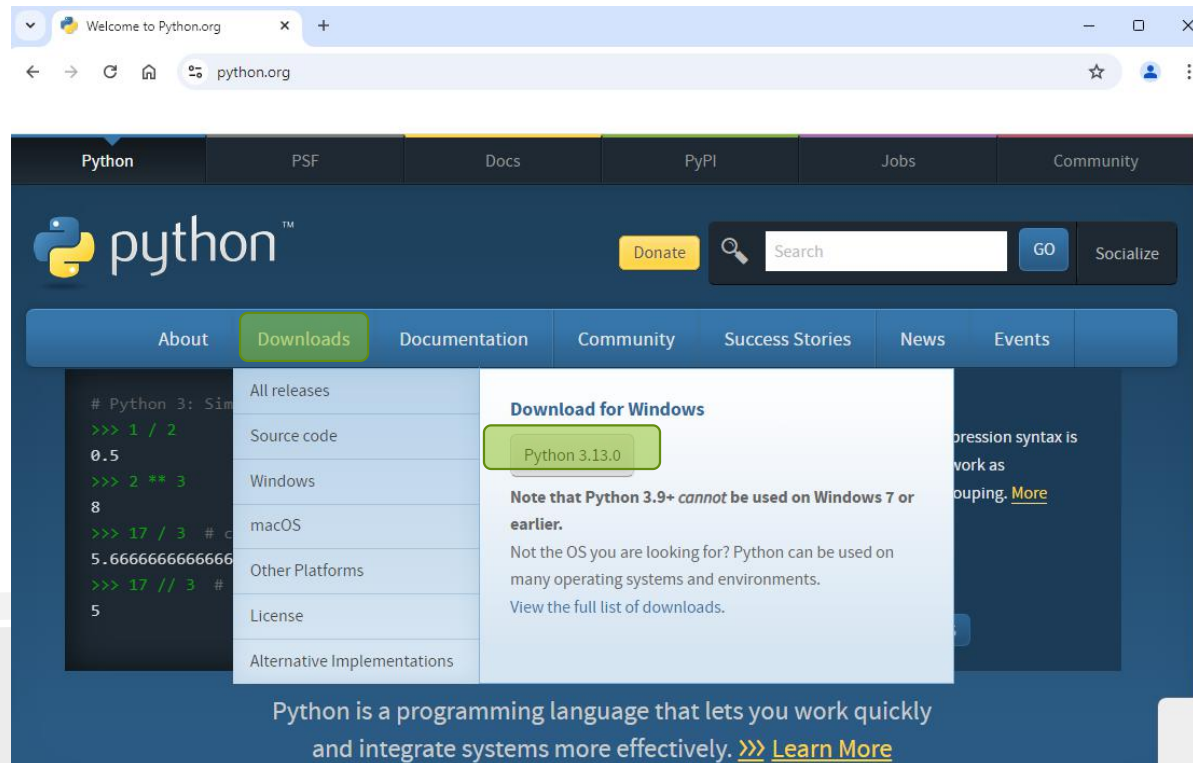 Welcome to Python.org
python.org
Python PSF Docs PyPI Jobs Community
python™
Donate Search GO Socialize
About Downloads Documentation Community Success Stories News Events
# Python 3: Sim
>>> 1 / 2
0.5
>>> 2 ** 3
8
>>> 17 / 3 # c
5.6666666666666
>>> 17 // 3 #
5
All releases
Source code
Windows
macOS
Other Platforms
License
Alternative Implementations
Download for Windows
Python 3.13.0
Note that Python 3.9+ cannot be used on Windows 7 or
earlier.
Not the OS you are looking for? Python can be used on
many operating systems and environments.
View the full list of downloads.
pression syntax is
work as
ouping. More
Python is a programming language that lets you work quickly
and integrate systems more effectively. >>> Learn More